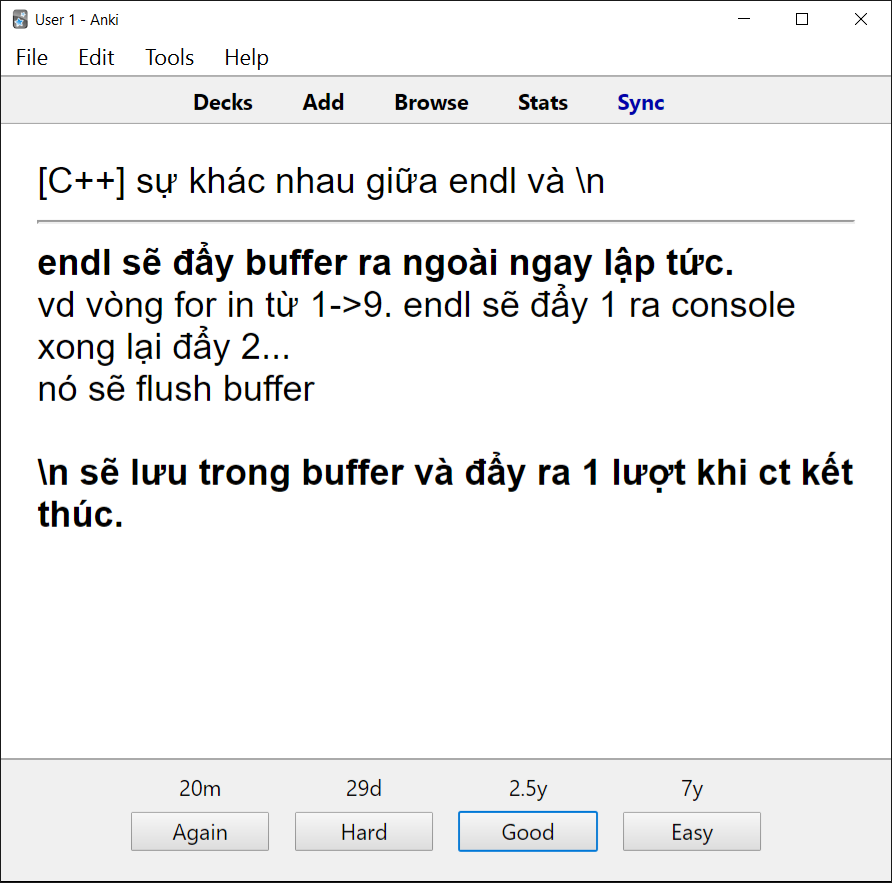 User 1 - Anki
File Edit Tools Help
Decks Add Browse Stats Sync
[C++] sự khác nhau giữa endl và \n
endl sẽ đẩy buffer ra ngoài ngay lập tức.
vd vòng for in từ 1->9. endl sẽ đẩy 1 ra console
xong lại đẩy 2...
nó sẽ flush buffer
\n sẽ lưu trong buffer và đẩy ra 1 lượt khi ct kết
thúc.
20m 29d 2.5y 7y
Again Hard Good Easy